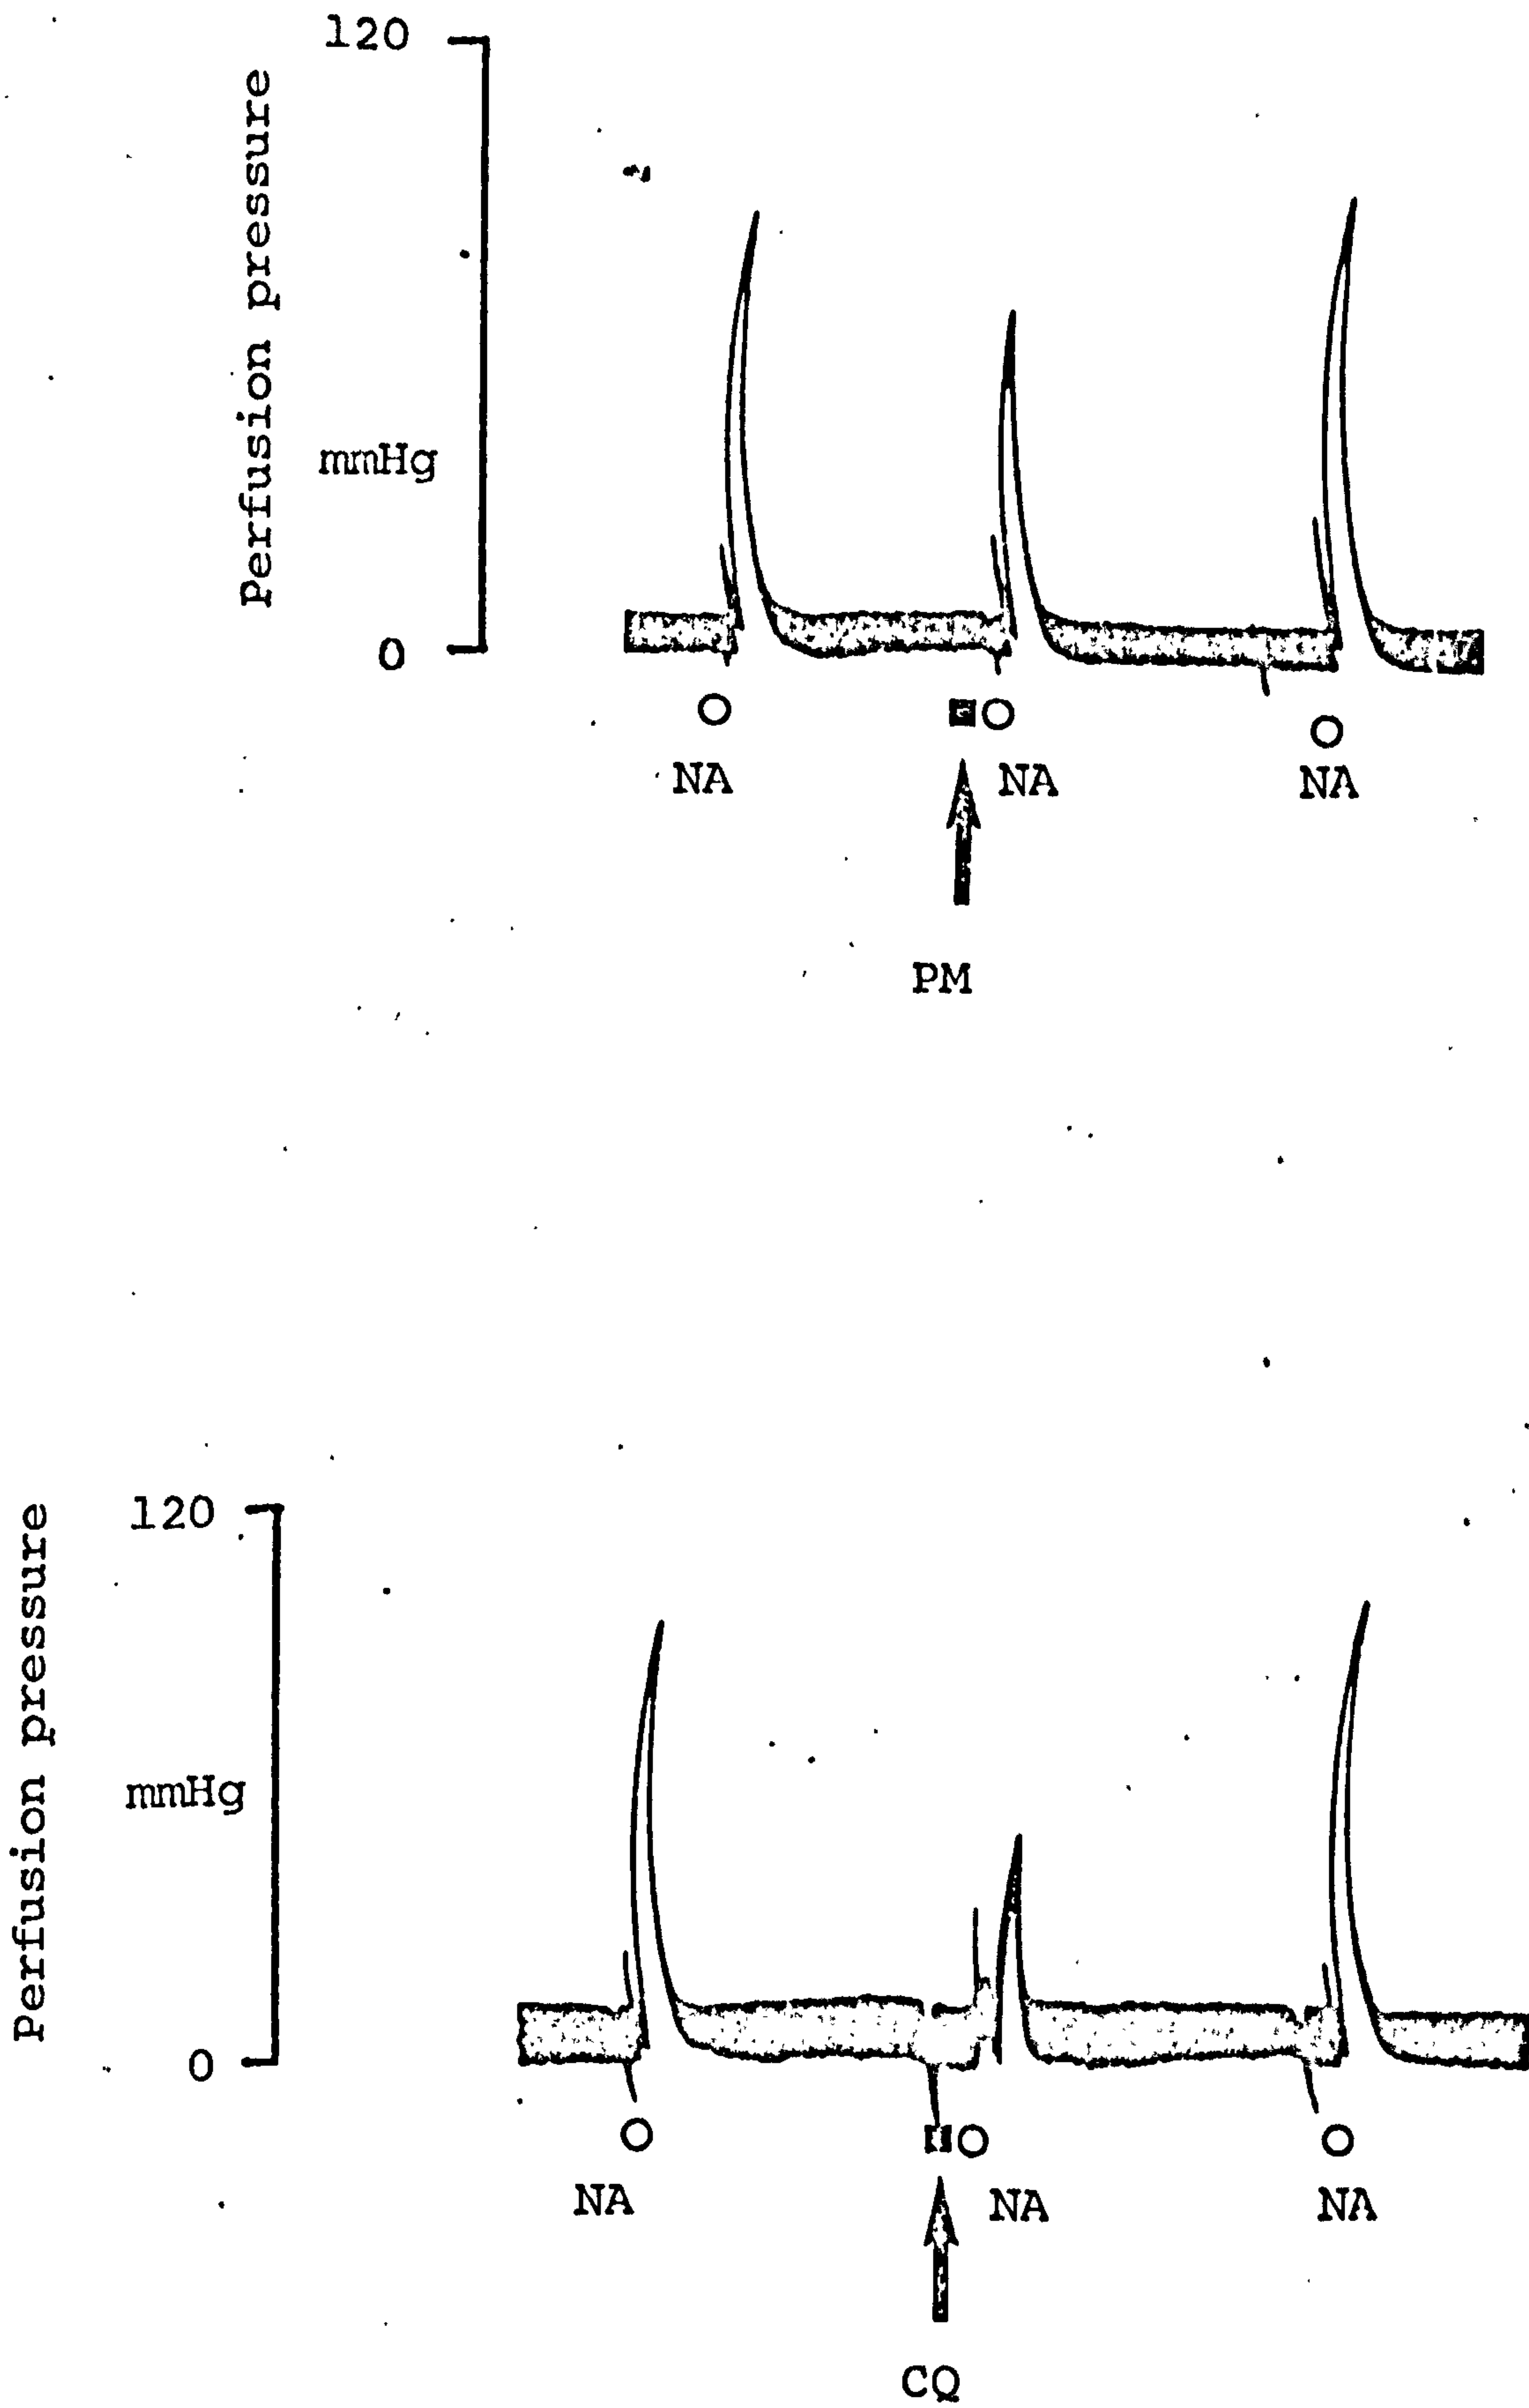 120
Perfusion pressure
mmHg
0
NA NA NA
PM
120
Perfusion pressure
mmHg
0
NA NA NA
CQ